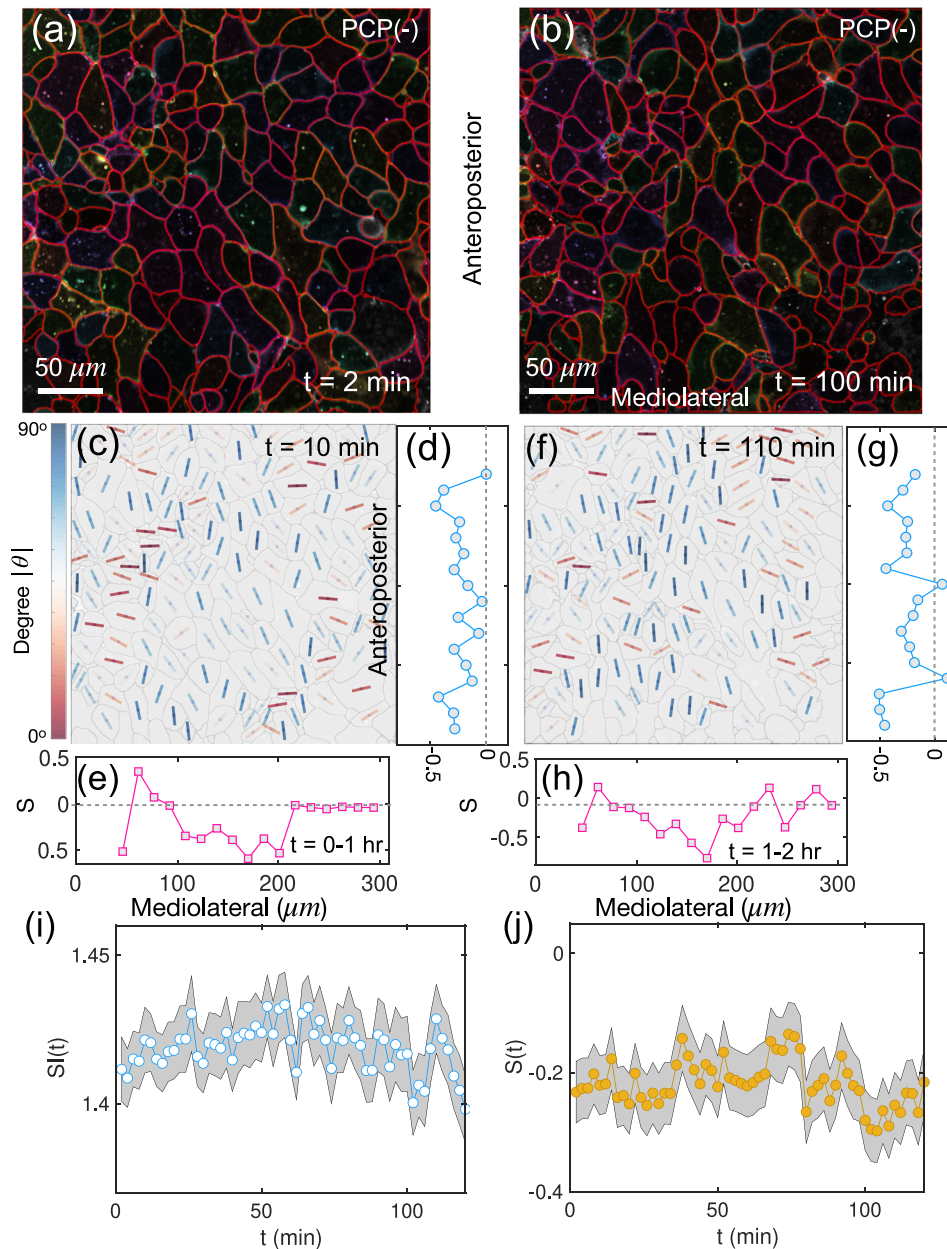 (a)
PCP(-)
50 μm
t = 2 min
Anteroposterior
(b)
PCP(-)
50 μm
t = 100 min
Mediolateral
90º
Degree |θ|
0º
(c)
t = 10 min
(d)
Anteroposterior
-0.5
0
(f)
t = 110 min
(g)
-0.5
0
0.5
0
0.5
S
(e)
t = 0-1 hr
0
100
200
300
Mediolateral (μm)
0.5
0
-0.5
S
(h)
t = 1-2 hr
0
100
200
300
Mediolateral (μm)
(i)
1.45
1.4
SI(t)
0
50
100
t (min)
(j)
0
-0.2
-0.4
S(t)
0
50
100
t (min)